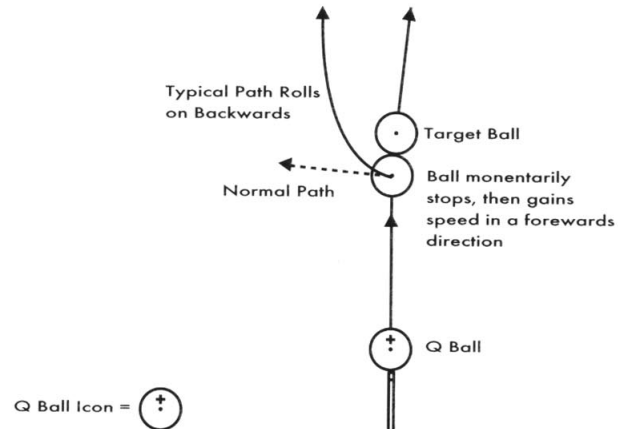 Typical Path Rolls
on Backwards
Target Ball
Normal Path
Ball monentarily
stops, then gains
speed in a forewards
direction
Q Ball
Q Ball Icon =